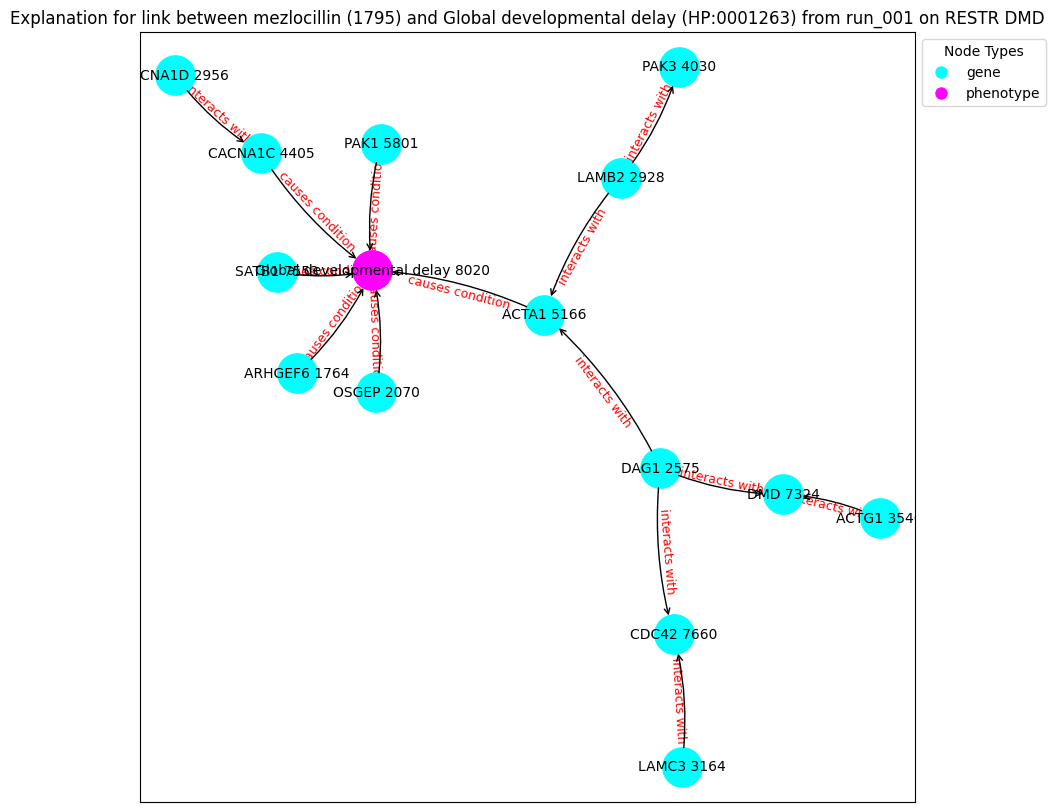 Explanation for link between mezlocillin (1795) and Global developmental delay (HP:0001263) from run_001 on RESTR DMD
Node Types
gene
phenotype
PAK3 4030
CNA1D 2956
interacts with
interacts with
PAK1 5801
CACNA1C 4405
LAMB2 2928
causes condition
causes condition
interacts with
SATB1 7553
Global developmental delay 8020
causes condition
causes condition
ACTA1 5166
causes condition
causes condition
ARHGEF6 1764
OSGEP 2070
interacts with
DAG1 2575
interacts with
DMD 7324
interacts with
ACTG1 354
interacts with
CDC42 7660
interacts with
LAMC3 3164